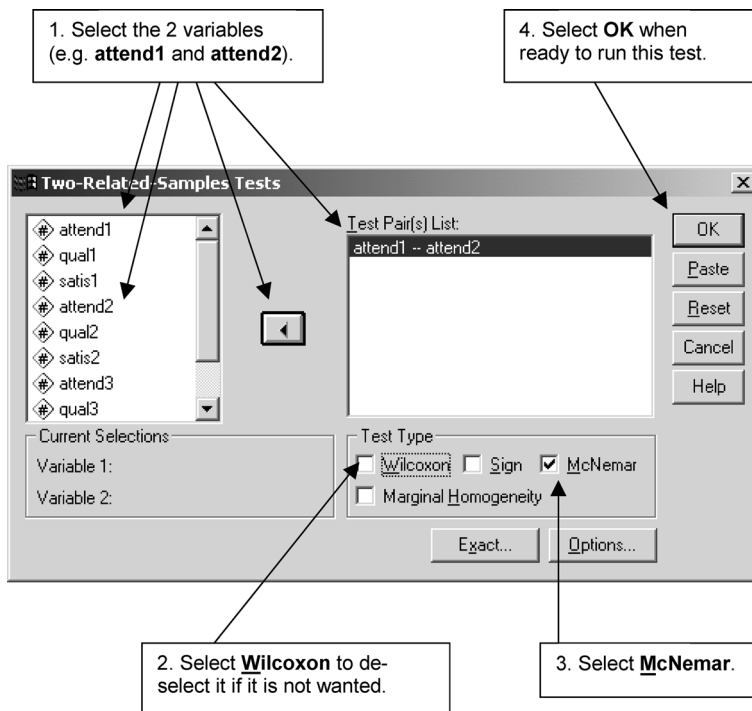 1. Select the 2 variables
(e.g. attend1 and attend2).
4. Select OK when
ready to run this test.
Two-Related-Samples Tests
attend1
qual1
satis1
attend2
qual2
satis2
attend3
qual3
Test Pair(s) List:
attend1 -- attend2
OK
Paste
Reset
Cancel
Help
Current Selections
Variable 1:
Variable 2:
Test Type
Wilcoxon Sign McNemar
Marginal Homogeneity
Exact... Options...
2. Select Wilcoxon to de-
select it if it is not wanted.
3. Select McNemar.